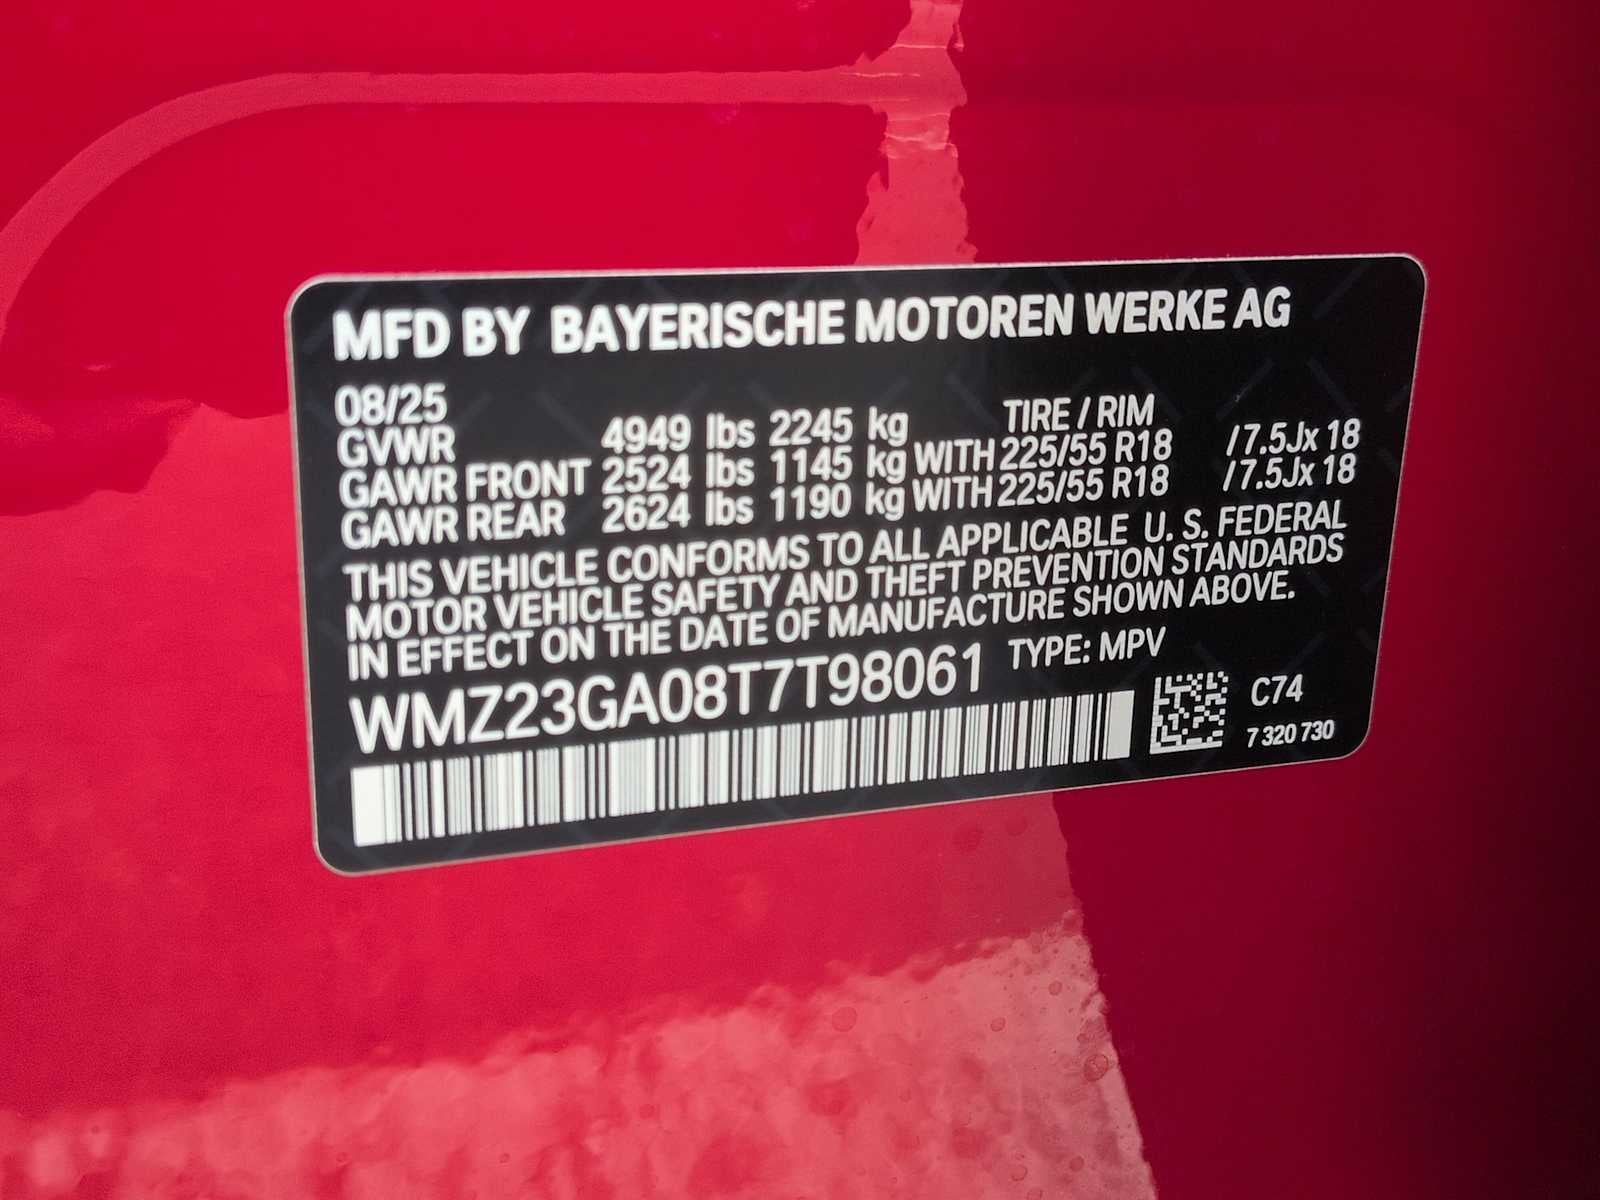 MFD BY BAYERISCHE MOTOREN WERKE AG
08/25 TIRE / RIM
GVWR 4949 lbs 2245 kg
GAWR FRONT 2524 lbs 1145 kg WITH 225/55 R18 /7.5Jx 18
GAWR REAR 2624 lbs 1190 kg WITH 225/55 R18 /7.5Jx 18
THIS VEHICLE CONFORMS TO ALL APPLICABLE U. S. FEDERAL
MOTOR VEHICLE SAFETY AND THEFT PREVENTION STANDARDS
IN EFFECT ON THE DATE OF MANUFACTURE SHOWN ABOVE.
WMZ23GA08T7T98061 TYPE: MPV
C74
7 320 730